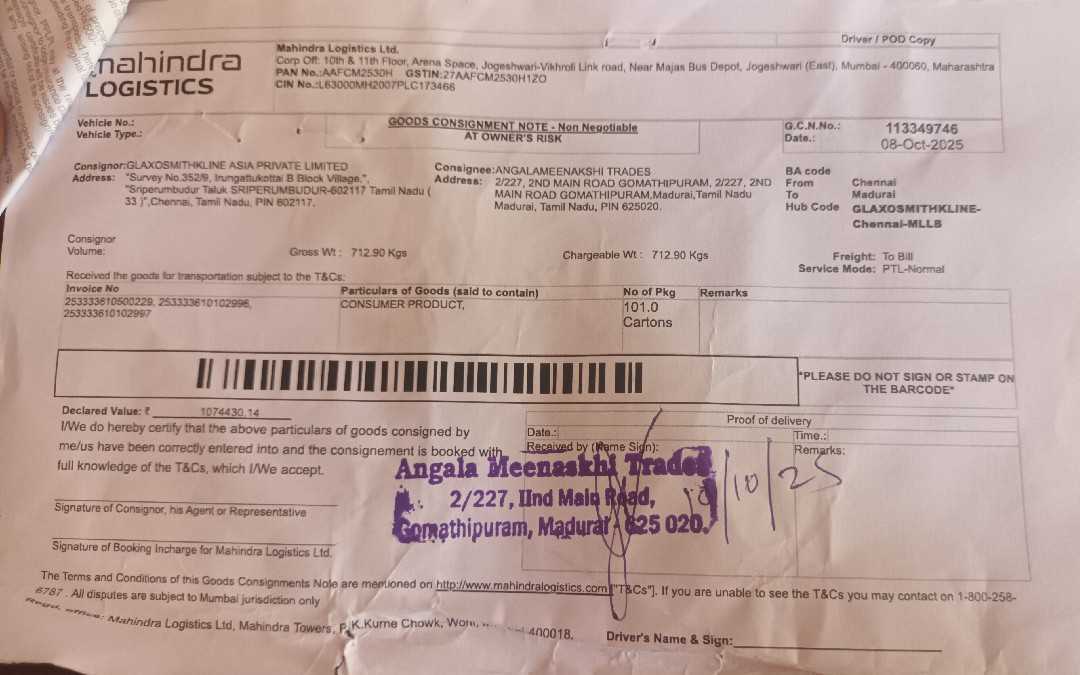 Driver / POD Copy
mahindra
LOGISTICS
Mahindra Logistics Ltd.
Corp Off: 10th & 11th Floor, Arena Space, Jogeshwari-Vikhroli Link road, Near Majas Bus Depot, Jogeshwari (East), Mumbai - 400060, Maharashtra
PAN No.:AAFCM2530H GSTIN:27AAFCM2530H1ZO
CIN No.:L63000MH2007PLC173466
Vehicle No.:
Vehicle Type.:
GOODS CONSIGNMENT NOTE - Non Negotiable
AT OWNER'S RISK
G.C.N.No.: 113349746
Date.: 08-Oct-2025
Consignor:GLAXOSMITHKLINE ASIA PRIVATE LIMITED
Address: "Survey No.352/9, Irungattukottai B Block Village,",
"Sriperumbudur Taluk SRIPERUMBUDUR-602117 Tamil Nadu (
33 )",Chennai, Tamil Nadu, PIN 602117.
Consignee:ANGALAMEENAKSHI TRADES
Address: 2/227, 2ND MAIN ROAD GOMATHIPURAM, 2/227, 2ND
MAIN ROAD GOMATHIPURAM,Madurai,Tamil Nadu
Madurai, Tamil Nadu, PIN 625020.
BA code
From Chennai
To Madurai
Hub Code GLAXOSMITHKLINE-
Chennai-MLLB
Consignor
Volume:
Gross Wt : 712.90 Kgs
Chargeable Wt : 712.90 Kgs
Freight: To Bill
Service Mode: PTL-Normal
Received the goods for transportation subject to the T&Cs:
Invoice No Particulars of Goods (said to contain) No of Pkg Remarks
253333610500229, 253333610102996, CONSUMER PRODUCT, 101.0
253333610102997 Cartons
*PLEASE DO NOT SIGN OR STAMP ON
THE BARCODE*
Declared Value: ₹ 1074430.14
I/We do hereby certify that the above particulars of goods consigned by
me/us have been correctly entered into and the consignement is booked with
full knowledge of the T&Cs, which I/We accept.
Signature of Consignor, his Agent or Representative
Signature of Booking Incharge for Mahindra Logistics Ltd.
Proof of delivery
Date.: Time.:
Received by (Name Sign): Remarks:
Angala Meenaskhi Trades
2/227, IInd Main Road,
Gomathipuram, Madurai - 625 020.
/10/25
The Terms and Conditions of this Goods Consignments Note are mentioned on http://www.mahindralogistics.com ["T&Cs"]. If you are unable to see the T&Cs you may contact on 1-800-258-
6787 . All disputes are subject to Mumbai jurisdiction only
Regd. office: Mahindra Logistics Ltd, Mahindra Towers, P.K.Kurne Chowk, 400018.
Driver's Name & Sign: